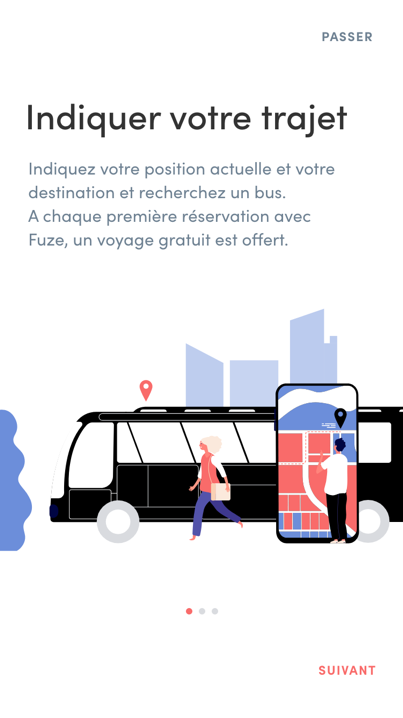 PASSER
Indiquer votre trajet
Indiquez votre position actuelle et votre
destination et recherchez un bus.
A chaque première réservation avec
Fuze, un voyage gratuit est offert.
SUIVANT